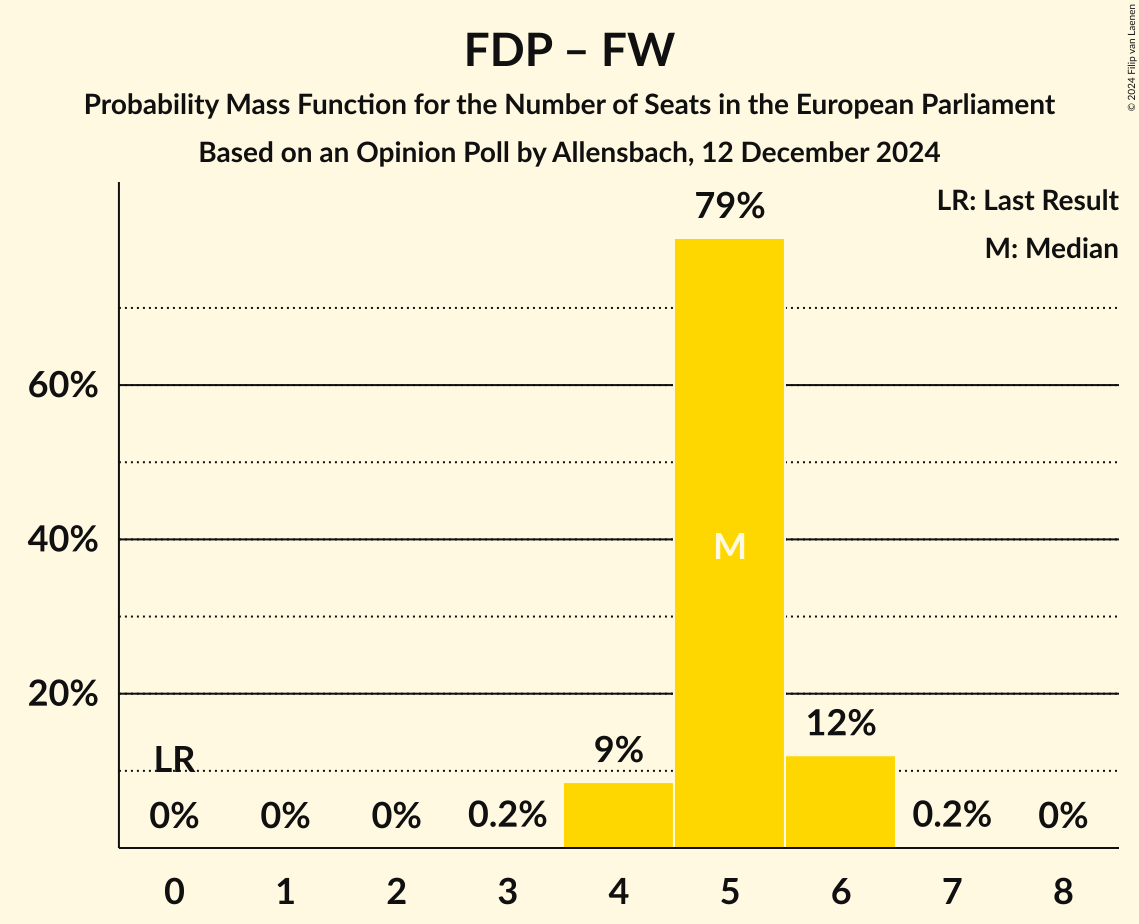 FDP – FW
Probability Mass Function for the Number of Seats in the European Parliament
Based on an Opinion Poll by Allensbach, 12 December 2024
© 2024 Filip van Laenen
LR: Last Result
M: Median
79%
60%
40%
M
20%
12%
9%
LR
0% 0% 0% 0.2% 0.2% 0%
0 1 2 3 4 5 6 7 8